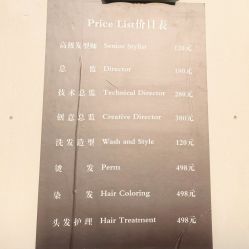 Price List价目表
高级发型师 Senior Stylist 120元
总监 Director 180元
技术总监 Technical Director 280元
创意总监 Creative Director 380元
洗发造型 Wash and Style 120元
烫发 Perm 498元
染发 Hair Coloring 498元
头发护理 Hair Treatment 498元